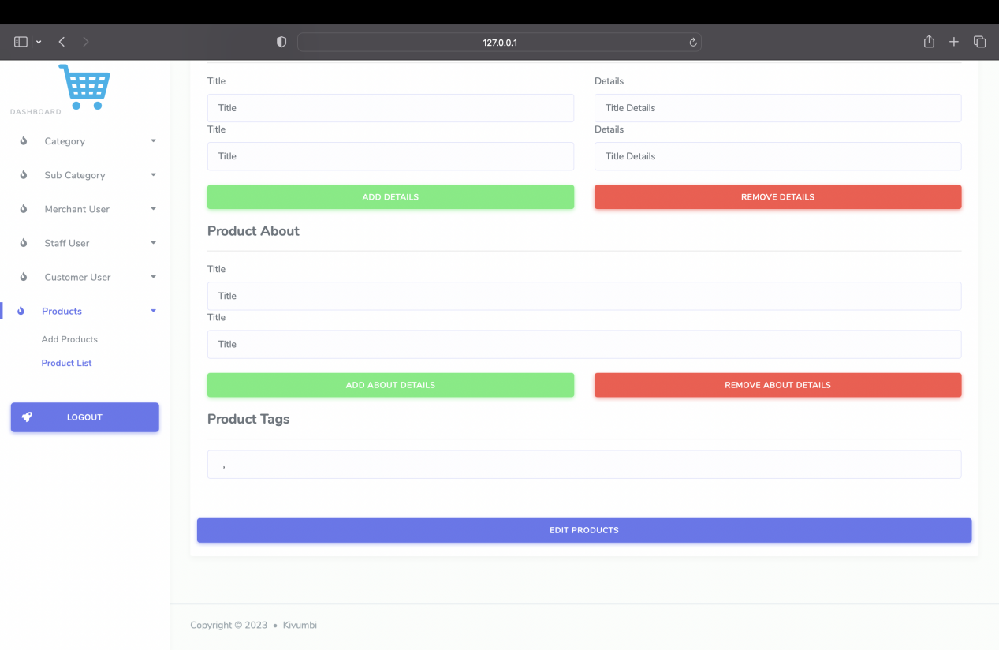 127.0.0.1
DASHBOARD
Category
Sub Category
Merchant User
Staff User
Customer User
Products
Add Products
Product List
LOGOUT
Title Details
Title Title Details
Title Details
Title Title Details
ADD DETAILS REMOVE DETAILS
Product About
Title
Title
Title
Title
ADD ABOUT DETAILS REMOVE ABOUT DETAILS
Product Tags
,
EDIT PRODUCTS
Copyright © 2023 • Kivumbi